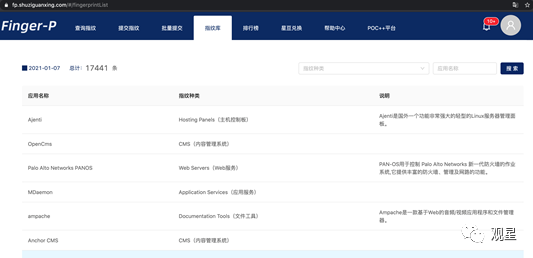 fp.shuziguanxing.com/#/fingerprintList
Finger-P 查询指纹 提交指纹 批量提交 指纹库 排行榜 星豆兑换 帮助中心 POC++平台 10+
2021-01-07 总计： 17441 条 指纹种类 应用名称 搜 索
应用名称 指纹种类 说明
Ajenti Hosting Panels（主机控制板） Ajenti是国外一个功能非常强大的轻型的Linux服务器管理面
板。
OpenCms CMS（内容管理系统）
Palo Alto Networks PANOS Web Servers（Web服务） PAN-OS用于控制 Palo Alto Networks 新一代防火墙的作业
系统,它提供丰富的防火墙、管理及网路的功能。
MDaemon Application Services（应用服务）
ampache Documentation Tools（文件工具） Ampache是一款基于Web的音频/视频应用程序和文件管理
器。
Anchor CMS CMS（内容管理系统）
观星